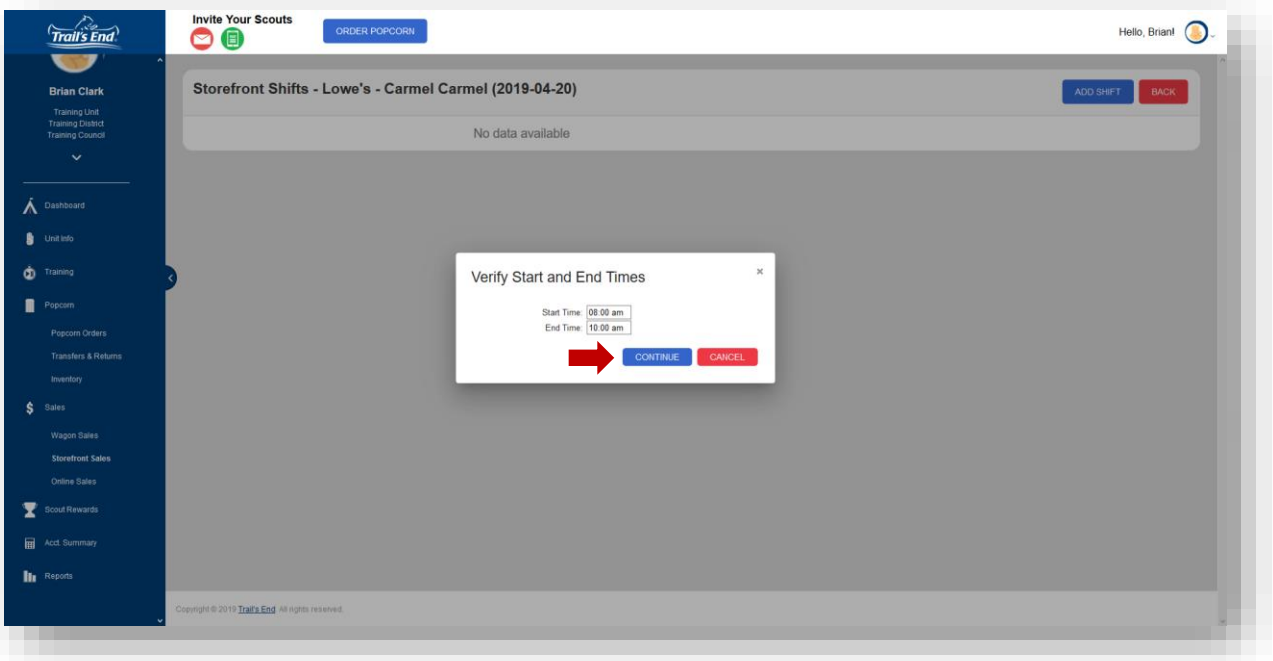 Trail's End
Invite Your Scouts
ORDER POPCORN
Hello, Brian!
Brian Clark
Training Unit
Training District
Training Council
Dashboard
Unit Info
Training
Popcorn
Popcorn Orders
Transfers & Returns
Inventory
Sales
Wagon Sales
Storefront Sales
Online Sales
Scout Rewards
Acct. Summary
Reports
Storefront Shifts - Lowe's - Carmel Carmel (2019-04-20)
ADD SHIFT
BACK
No data available
Verify Start and End Times
×
Start Time: 08:00 am
End Time: 10:00 am
CONTINUE
CANCEL
Copyright © 2019 Trail's End. All rights reserved.